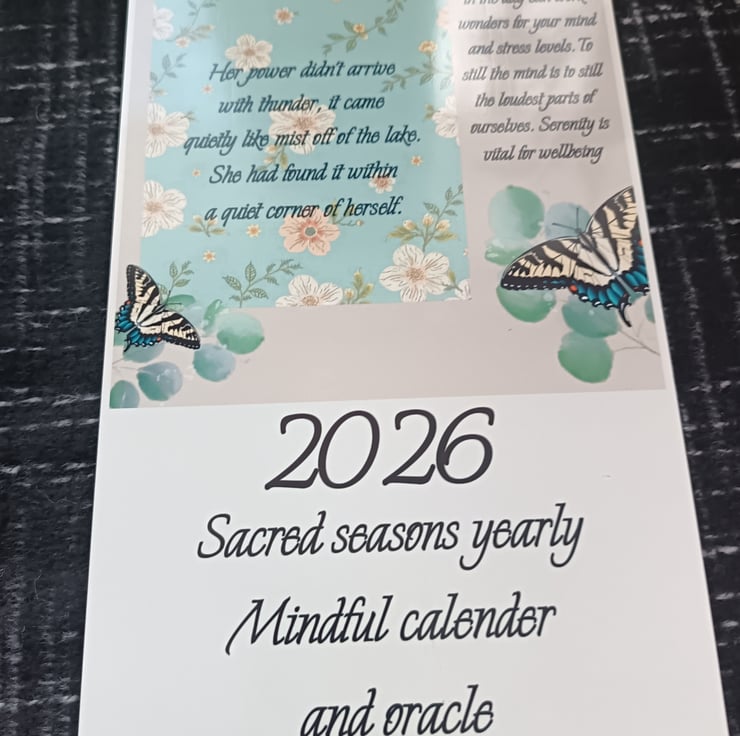 Her power didn't arrive
with thunder, it came
quietly like mist off of the lake.
She had found it within
a quiet corner of herself.
wonders for your mind
and stress levels. To
still the mind is to still
the loudest parts of
ourselves. Serenity is
vital for wellbeing
2026
Sacred seasons yearly
Mindful calender
and oracle